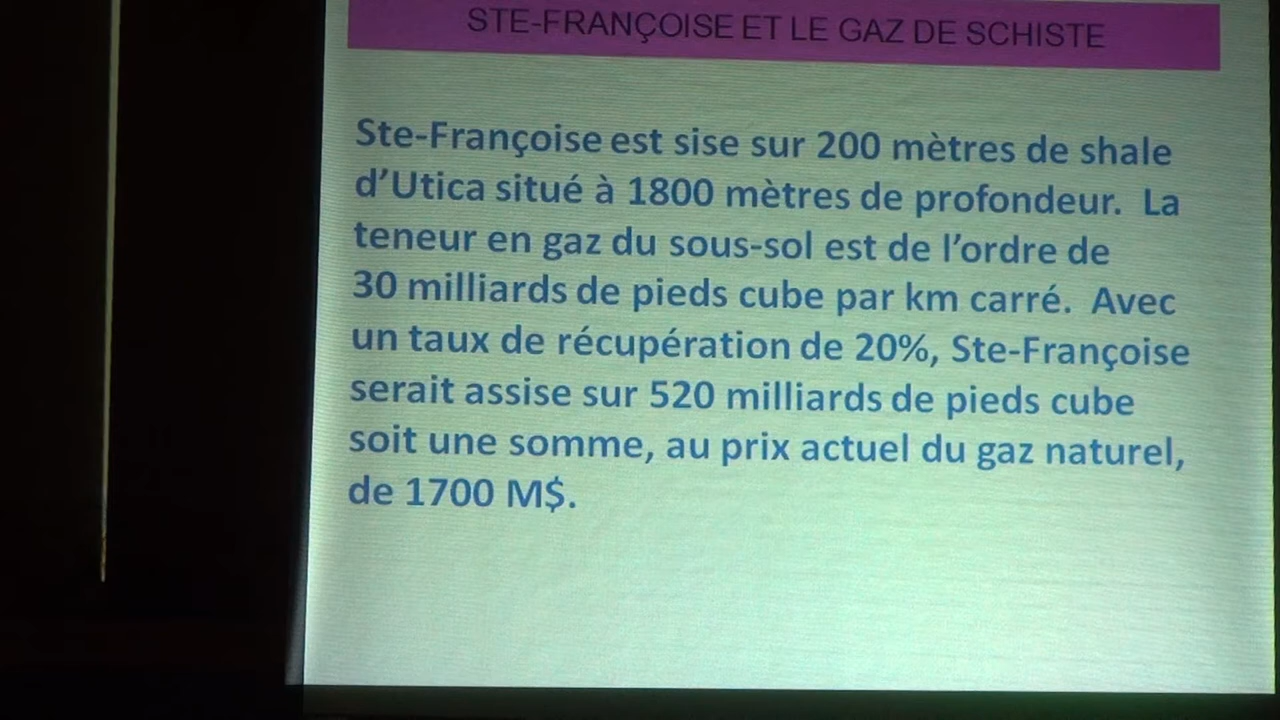 STE-FRANÇOISE ET LE GAZ DE SCHISTE
Ste-Françoise est sise sur 200 mètres de shale
d’Utica situé à 1800 mètres de profondeur. La
teneur en gaz du sous-sol est de l’ordre de
30 milliards de pieds cube par km carré. Avec
un taux de récupération de 20%, Ste-Françoise
serait assise sur 520 milliards de pieds cube
soit une somme, au prix actuel du gaz naturel,
de 1700 M$.